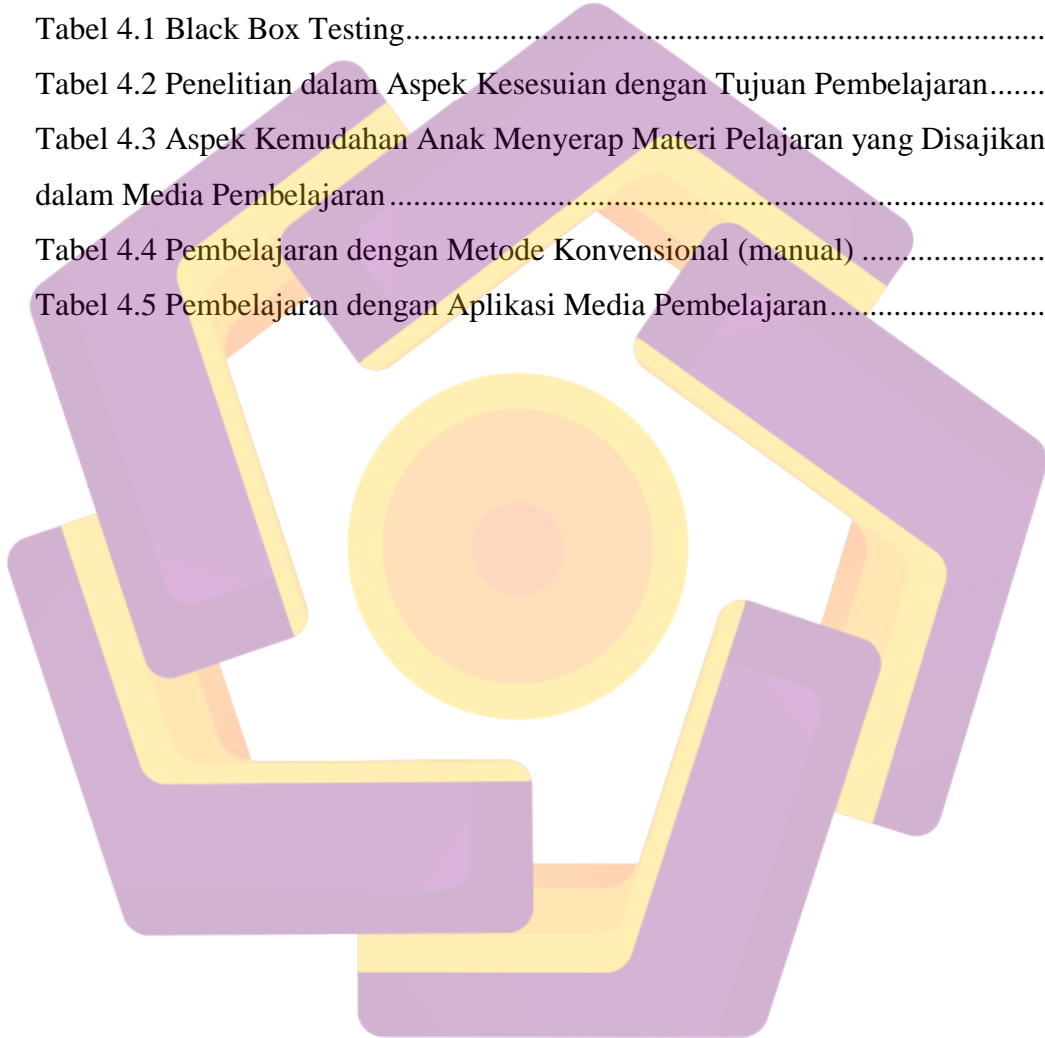 Tabel 4.1 Black Box Testing....................................................................................................
Tabel 4.2 Penelitian dalam Aspek Kesesuian dengan Tujuan Pembelajaran.......
Tabel 4.3 Aspek Kemudahan Anak Menyerap Materi Pelajaran yang Disajikan
dalam Media Pembelajaran.....................................................................................................
Tabel 4.4 Pembelajaran dengan Metode Konvensional (manual) ......................
Tabel 4.5 Pembelajaran dengan Aplikasi Media Pembelajaran..........................